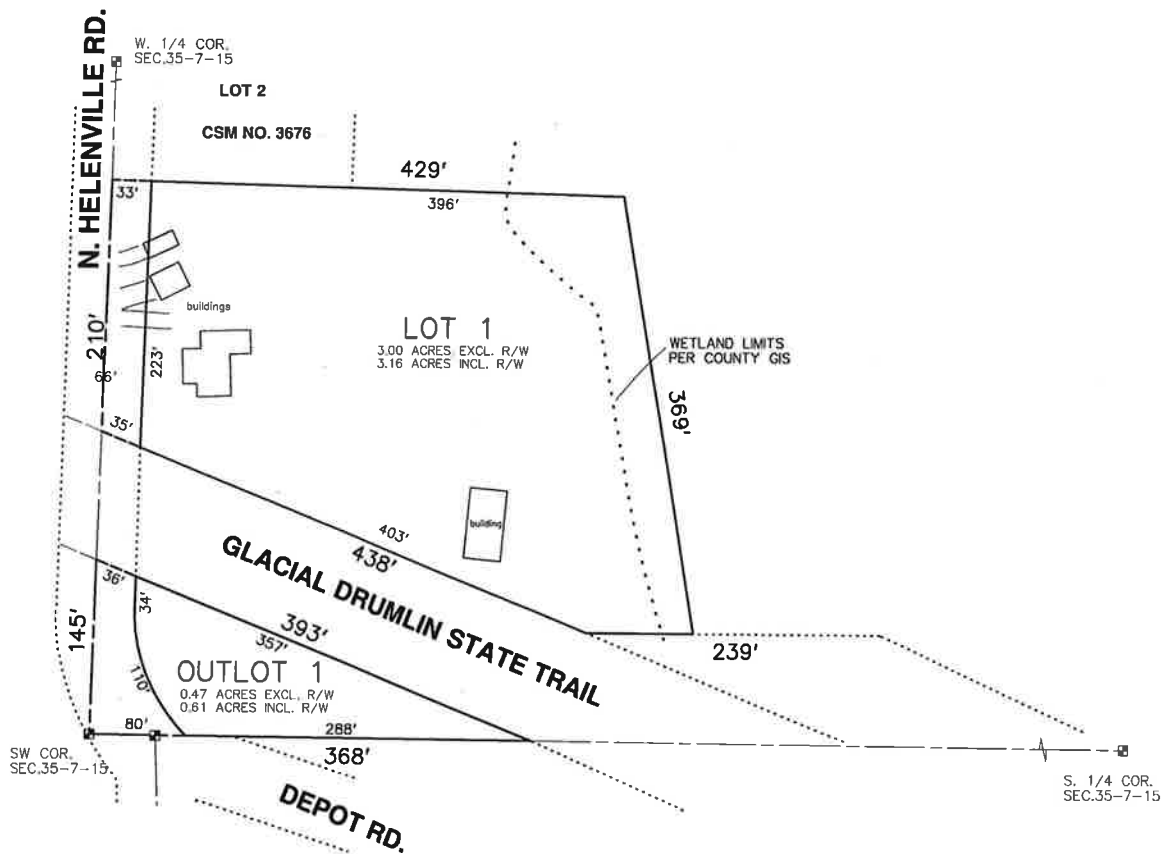 N. HELENVILLE RD.
W. 1/4 COR.
SEC.35-7-15
LOT 2
CSM NO. 3676
429'
33'
396'
buildings
210'
66'
223'
LOT 1
3.00 ACRES EXCL. R/W
3.16 ACRES INCL. R/W
WETLAND LIMITS
PER COUNTY GIS
369'
35'
building
403'
438'
GLACIAL DRUMLIN STATE TRAIL
36'
34'
393'
357'
239'
145'
110'
OUTLOT 1
0.47 ACRES EXCL. R/W
0.61 ACRES INCL. R/W
80'
288'
368'
SW COR.
SEC.35-7-15
DEPOT RD.
S. 1/4 COR.
SEC.35-7-15